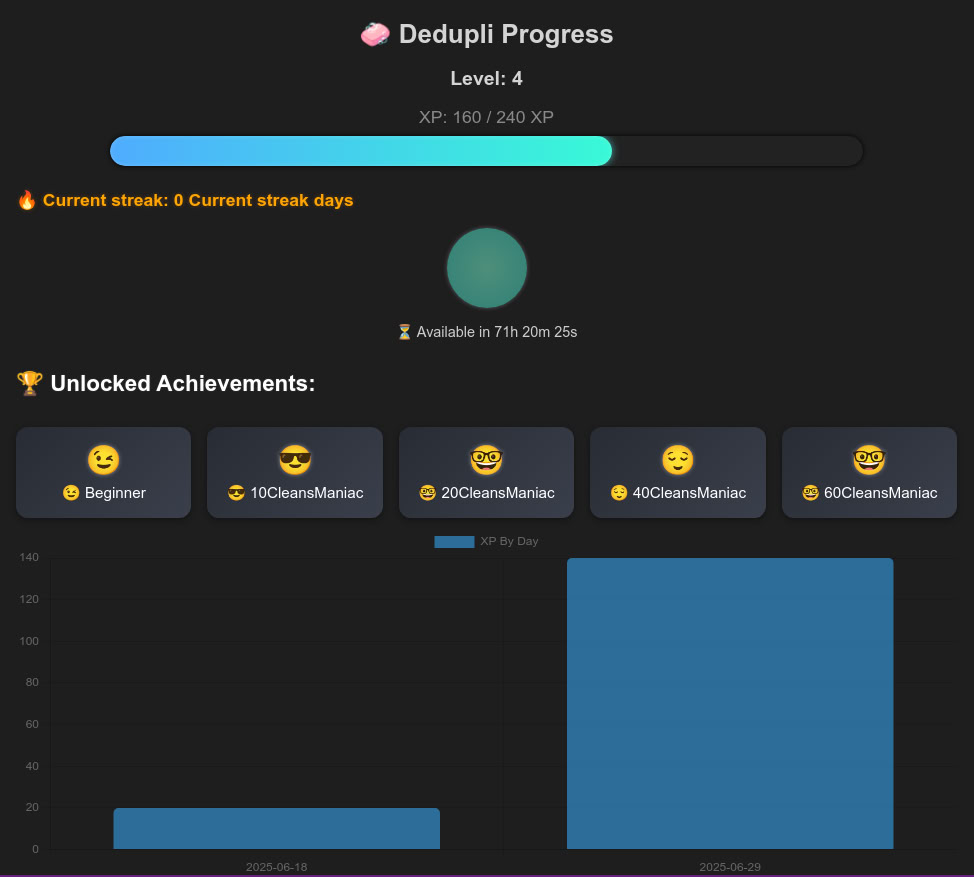 🧼 Dedupli Progress
Level: 4
XP: 160 / 240 XP
🔥 Current streak: 0 Current streak days
⏳ Available in 71h 20m 25s
🏆 Unlocked Achievements:
😉 Beginner
😎 10CleansManiac
🤓 20CleansManiac
😌 40CleansManiac
🤓 60CleansManiac
XP By Day
140
120
100
80
60
40
20
0
2025-06-18
2025-06-29